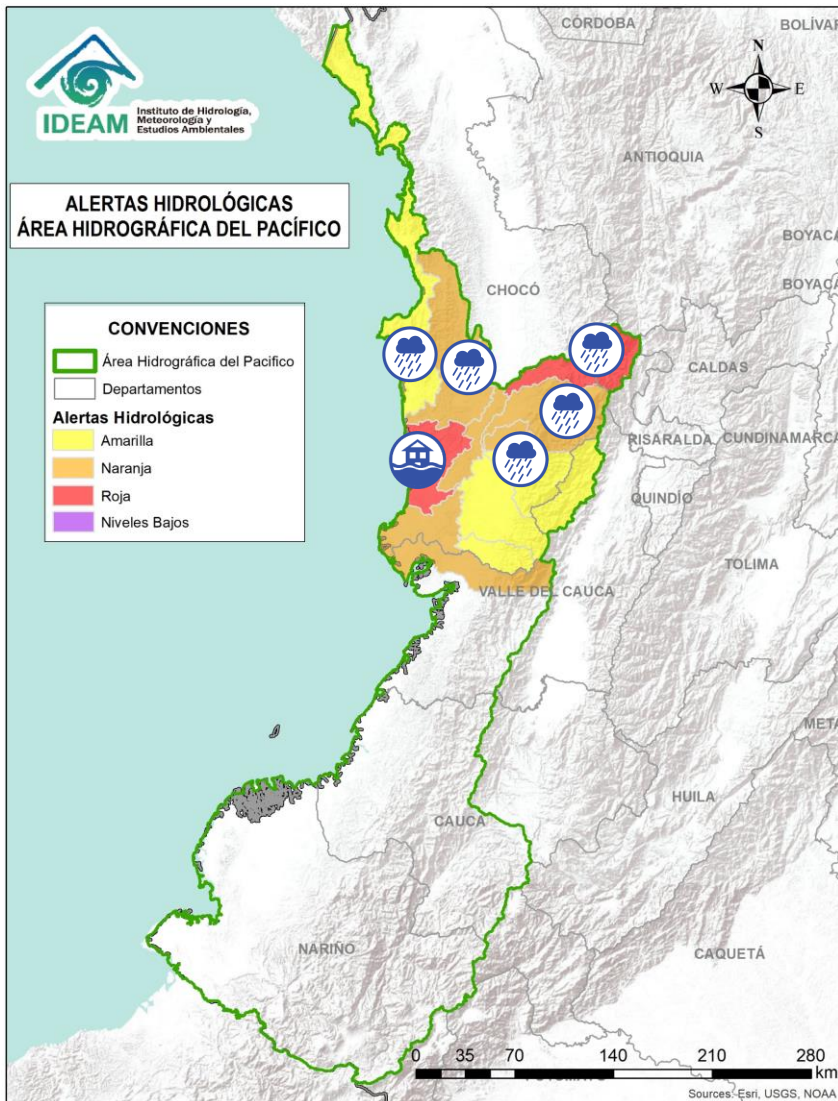 IDEAM
Instituto de Hidrología,
Meteorología y
Estudios Ambientales
ALERTAS HIDROLÓGICAS
ÁREA HIDROGRÁFICA DEL PACÍFICO
CONVENCIONES
Área Hidrográfica del Pacifico
Departamentos
Alertas Hidrológicas
Amarilla
Naranja
Roja
Niveles Bajos
N
W
E
S
CÓRDOBA
BOLÍVAR
ANTIOQUIA
BOYACÁ
BOYACÁ
CHOCÓ
CALDAS
RISARALDA
CUNDINAMARCA
QUINDÍO
TOLIMA
VALLE DEL CAUCA
META
HUILA
CAUCA
NARIÑO
CAQUETÁ
0 35 70 140 210 280
km
Sources: Esri, USGS, NOAA